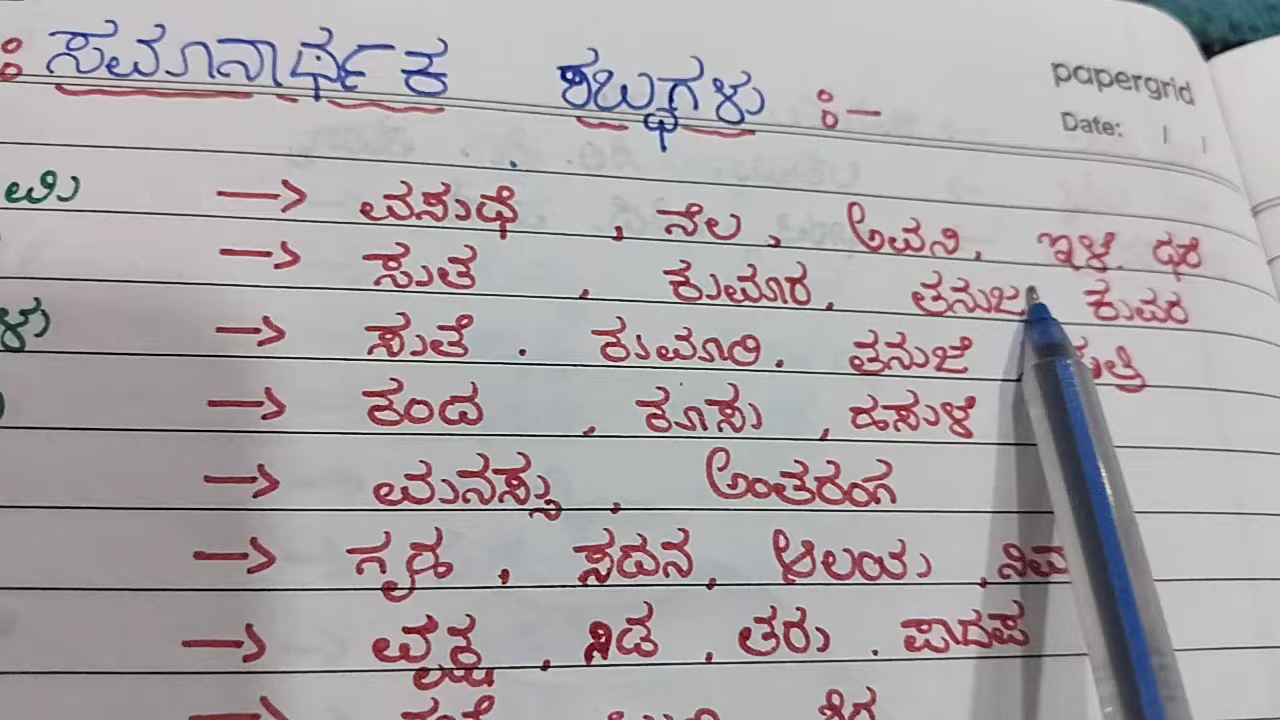 ಸಮಾನಾರ್ಥಕ ಶಬ್ಧಗಳು :-
papergrid
Date:
ಮಿ → ವಸುಧೆ , ನೆಲ , ಅವನಿ, ಇಳೆ ಧರೆ
→ ಸುತ , ಕುಮಾರ, ತನುಜ ಕುವರ
ಳು → ಸುತೆ . ಕುಮಾರಿ. ತನುಜೆ
→ ಕಂದ , ಕೂಸು , ಹಸುಳೆ
→ ಮನಸ್ಸು , ಅಂತರಂಗ
→ ಗೃಹ , ಸದನ, ಆಲಯ ,ನಿವ
→ ವೃಕ್ಷ , ಗಿಡ , ತರು . ಪಾದಪ